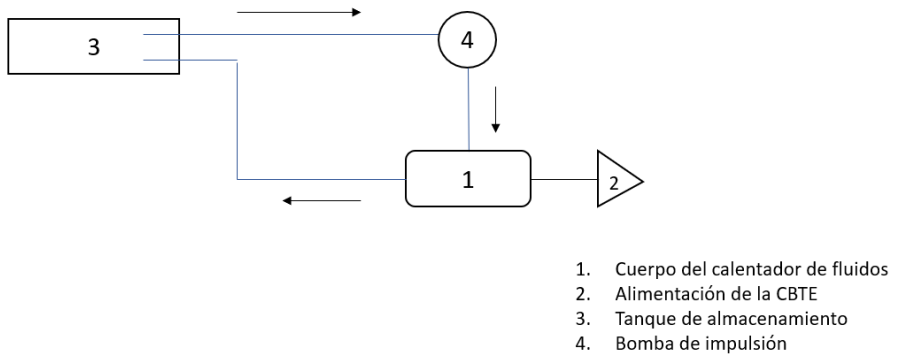 3
4
1
2
1. Cuerpo del calentador de fluidos
2. Alimentación de la CBTE
3. Tanque de almacenamiento
4. Bomba de impulsión